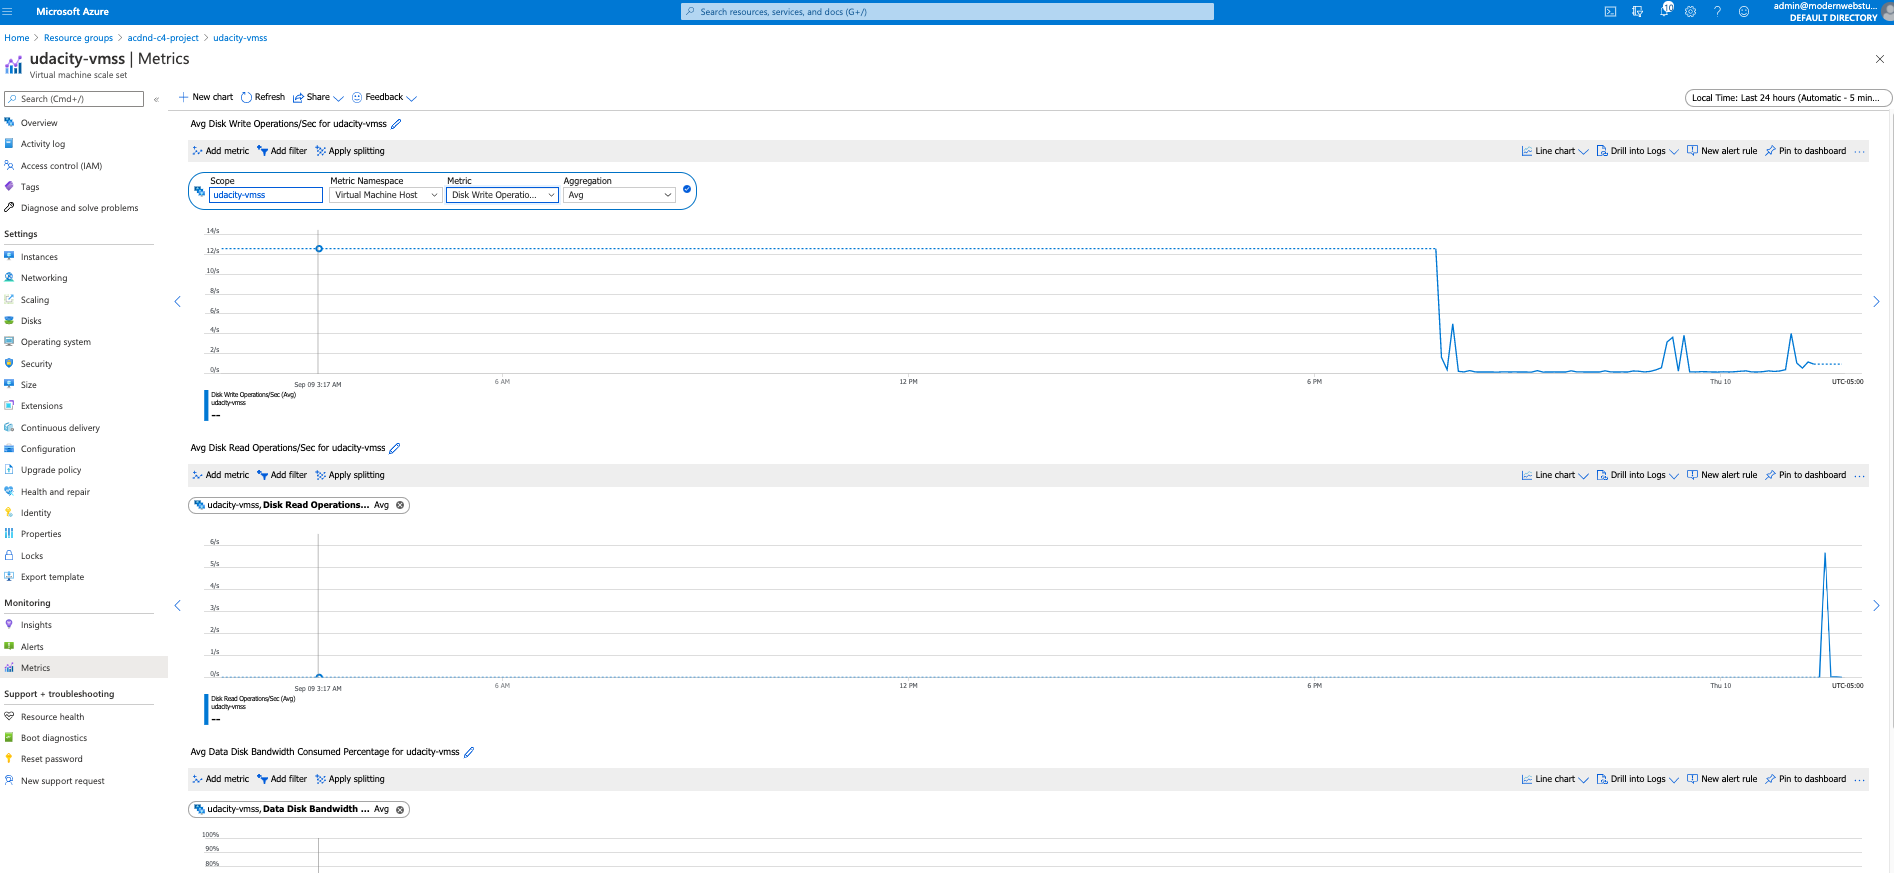 Microsoft Azure
Search resources, services, and docs (G+/)
10
admin@modernwebstu...
DEFAULT DIRECTORY
Home > Resource groups > acdnd-c4-project > udacity-vmss
udacity-vmss | Metrics
Virtual machine scale set
Search (Cmd+/)
«
Overview
Activity log
Access control (IAM)
Tags
Diagnose and solve problems
Settings
Instances
Networking
Scaling
Disks
Operating system
Security
Size
Extensions
Continuous delivery
Configuration
Upgrade policy
Health and repair
Identity
Properties
Locks
Export template
Monitoring
Insights
Alerts
Metrics
Support + troubleshooting
Resource health
Boot diagnostics
Reset password
New support request
New chart Refresh Share Feedback
Local Time: Last 24 hours (Automatic - 5 min...
Avg Disk Write Operations/Sec for udacity-vmss
Add metric Add filter Apply splitting Line chart Drill into Logs New alert rule Pin to dashboard ...
Scope Metric Namespace Metric Aggregation
udacity-vmss Virtual Machine Host Disk Write Operatio... Avg
14/s
12/s
10/s
8/s
6/s
4/s
2/s
0/s
Sep 09 3:17 AM 6 AM 12 PM 6 PM Thu 10 UTC-05:00
Disk Write Operations/Sec (Avg)
udacity-vmss
--
Avg Disk Read Operations/Sec for udacity-vmss
Add metric Add filter Apply splitting Line chart Drill into Logs New alert rule Pin to dashboard ...
udacity-vmss, Disk Read Operations... Avg
6/s
5/s
4/s
3/s
2/s
1/s
0/s
Sep 09 3:17 AM 6 AM 12 PM 6 PM Thu 10 UTC-05:00
Disk Read Operations/Sec (Avg)
udacity-vmss
--
Avg Data Disk Bandwidth Consumed Percentage for udacity-vmss
Add metric Add filter Apply splitting Line chart Drill into Logs New alert rule Pin to dashboard ...
udacity-vmss, Data Disk Bandwidth ... Avg
100%
90%
80%